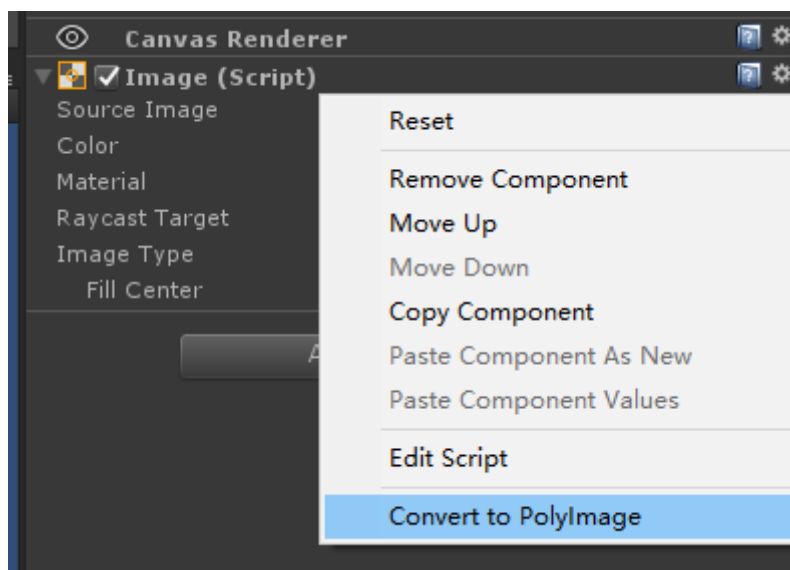 Canvas Renderer
Image (Script)
Source Image
Color
Material
Raycast Target
Image Type
Fill Center
A
Reset
Remove Component
Move Up
Move Down
Copy Component
Paste Component As New
Paste Component Values
Edit Script
Convert to PolyImage